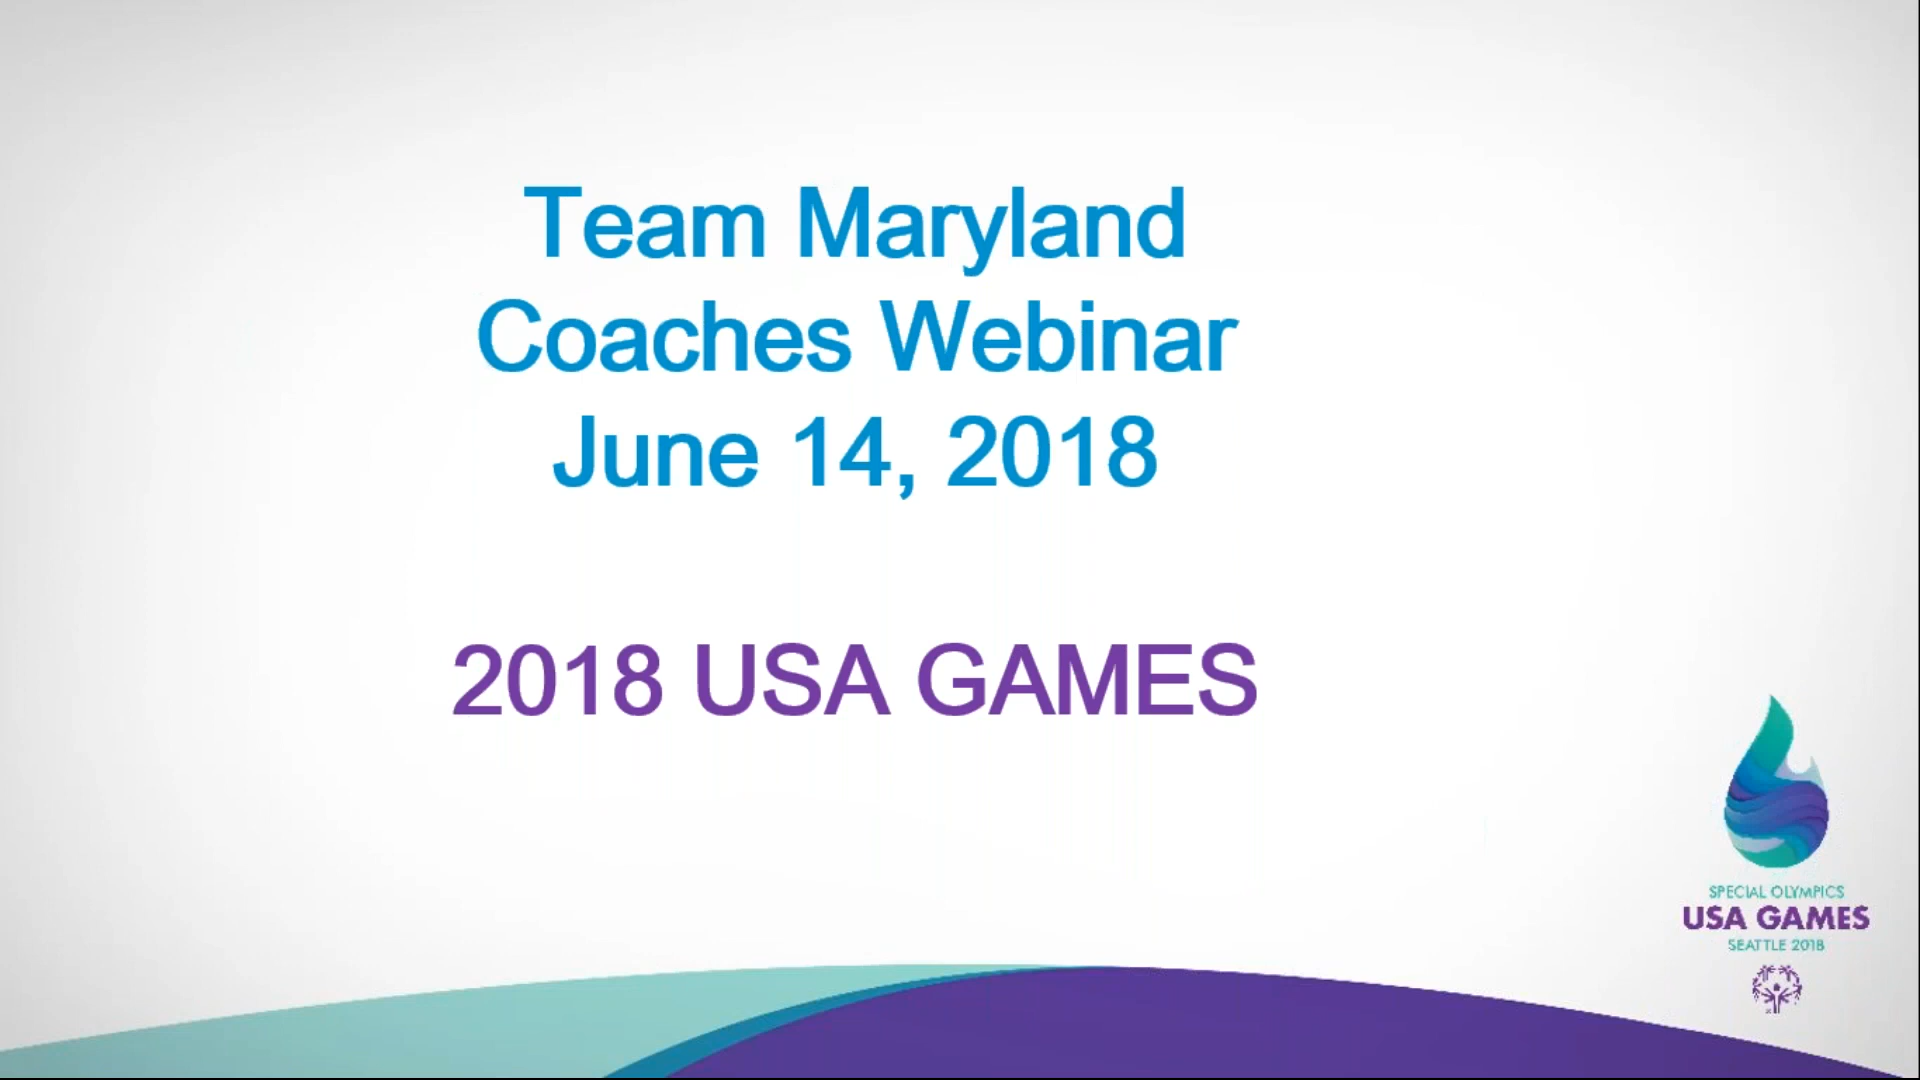 Team Maryland
Coaches Webinar
June 14, 2018
2018 USA GAMES
SPECIAL OLYMPICS
USA GAMES
SEATTLE 2018